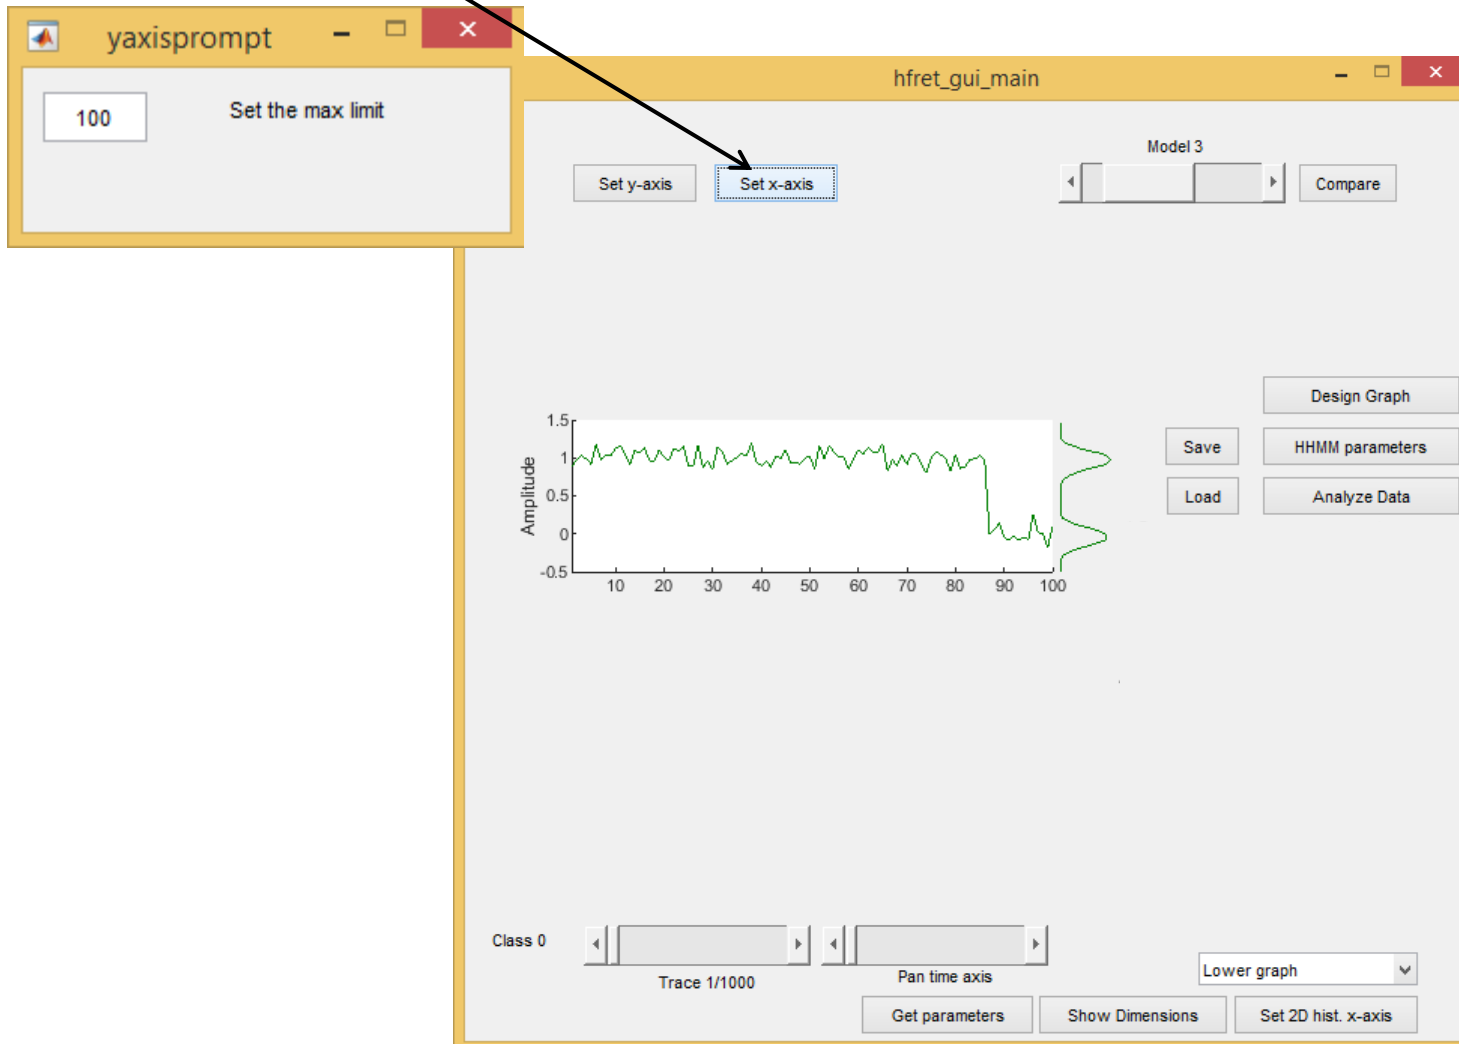 yaxisprompt
100
Set the max limit
hfret_gui_main
Model 3
Set y-axis
Set x-axis
Compare
Design Graph
Save
HHMM parameters
Load
Analyze Data
Amplitude
1.5
1
0.5
0
-0.5
10 20 30 40 50 60 70 80 90 100
Class 0
Trace 1/1000
Pan time axis
Lower graph
Get parameters
Show Dimensions
Set 2D hist. x-axis